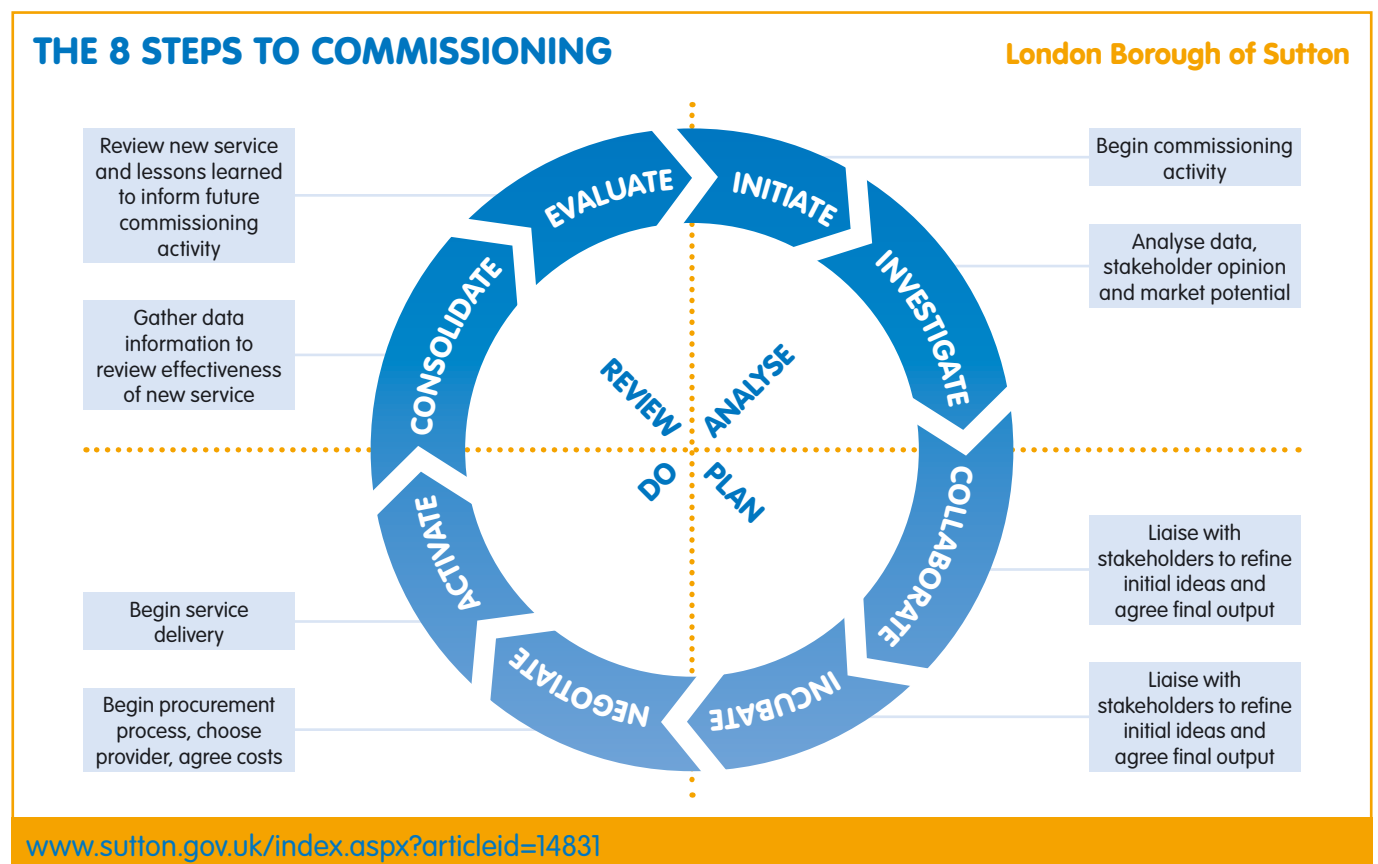 THE 8 STEPS TO COMMISSIONING
London Borough of Sutton
Review new service
and lessons learned
to inform future
commissioning
activity
Gather data
information to
review effectiveness
of new service
Begin service
delivery
Begin procurement
process, choose
provider, agree costs
EVALUATE
INITIATE
INVESTIGATE
COLLABORATE
INCUBATE
NEGOTIATE
ACTIVATE
CONSOLIDATE
REVIEW
ANALYSE
DO
PLAN
Begin commissioning
activity
Analyse data,
stakeholder opinion
and market potential
Liaise with
stakeholders to refine
initial ideas and
agree final output
Liaise with
stakeholders to refine
initial ideas and
agree final output
www.sutton.gov.uk/index.aspx?articleid=14831